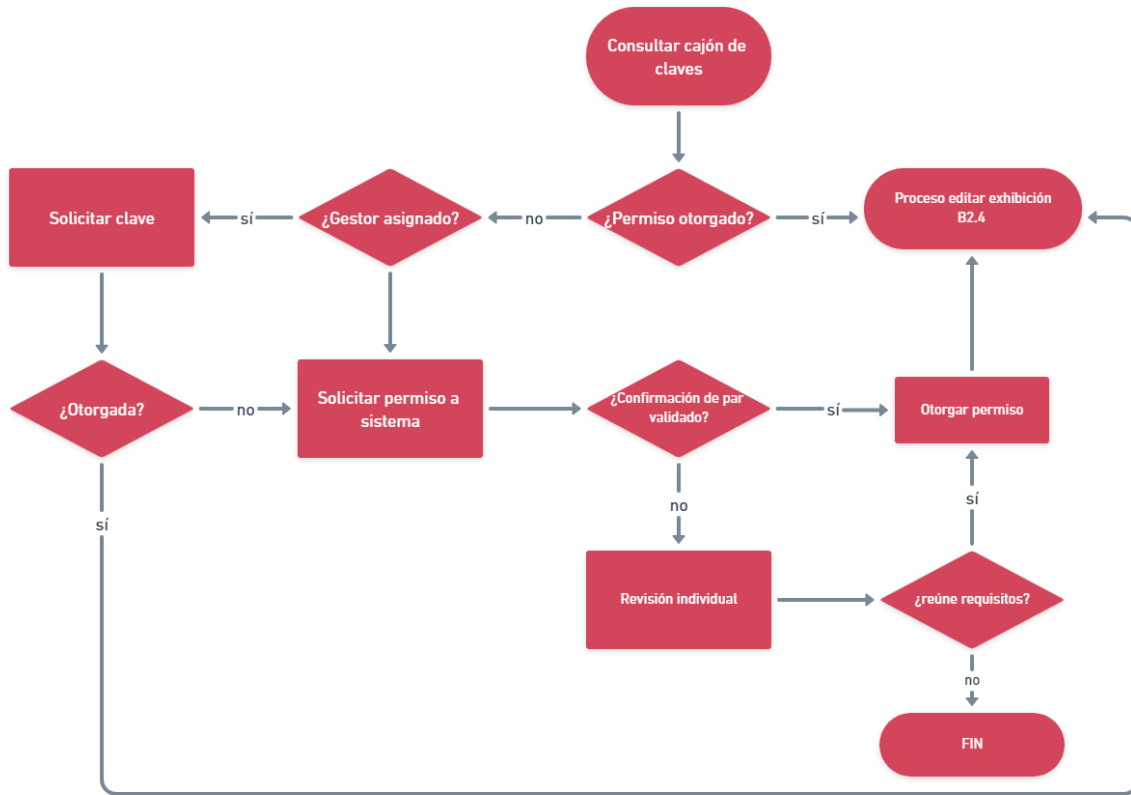 Consultar cajón de
claves
Solicitar clave
sí
¿Gestor asignado?
no
¿Permiso otorgado?
sí
Proceso editar exhibición
B2.4
¿Otorgada?
no
Solicitar permiso a
sistema
¿Confirmación de par
validado?
sí
Otorgar permiso
sí
no
sí
Revisión individual
¿reúne requisitos?
no
FIN